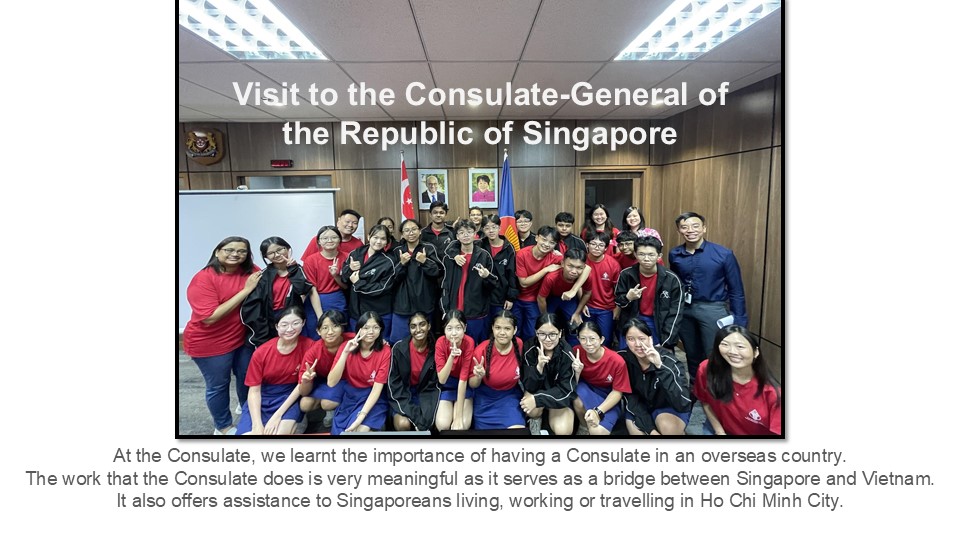 Visit to the Consulate-General of
the Republic of Singapore
At the Consulate, we learnt the importance of having a Consulate in an overseas country.
The work that the Consulate does is very meaningful as it serves as a bridge between Singapore and Vietnam.
It also offers assistance to Singaporeans living, working or travelling in Ho Chi Minh City.